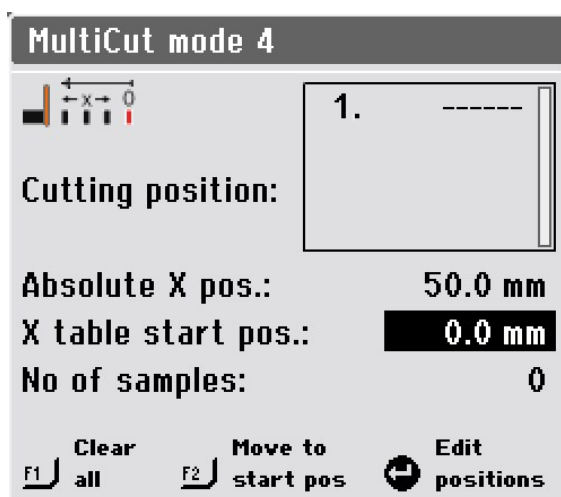 MultiCut mode 4
←x→ 0
1. ------
Cutting position:
Absolute X pos.: 50.0 mm
X table start pos.: 0.0 mm
No of samples: 0
F1 Clear all F2 Move to start pos Edit positions